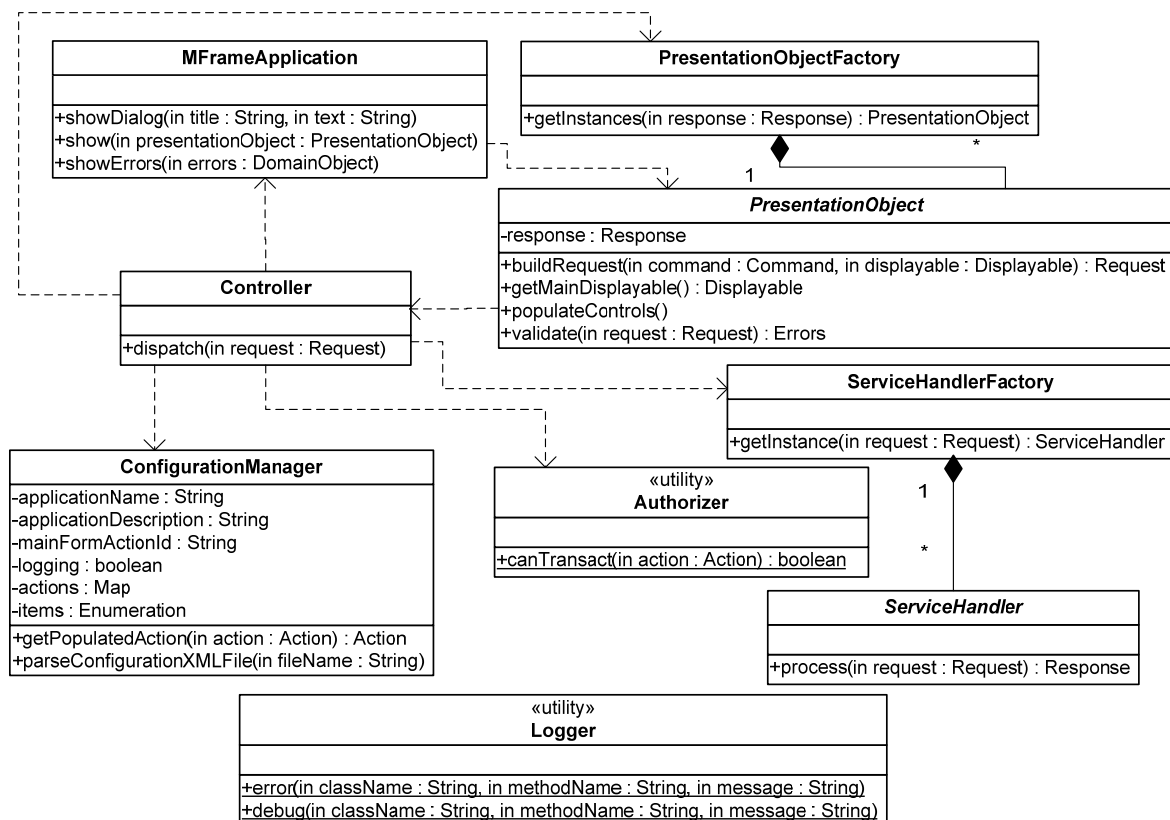 MFrameApplication
+showDialog(in title : String, in text : String)
+show(in presentationObject : PresentationObject)
+showErrors(in errors : DomainObject)
PresentationObjectFactory
+getInstances(in response : Response) : PresentationObject
1
*
PresentationObject
-response : Response
+buildRequest(in command : Command, in displayable : Displayable) : Request
+getMainDisplayable() : Displayable
+populateControls()
+validate(in request : Request) : Errors
Controller
+dispatch(in request : Request)
ServiceHandlerFactory
+getInstance(in request : Request) : ServiceHandler
1
*
ConfigurationManager
-applicationName : String
-applicationDescription : String
-mainFormActionId : String
-logging : boolean
-actions : Map
-items : Enumeration
+getPopulatedAction(in action : Action) : Action
+parseConfigurationXMLFile(in fileName : String)
«utility»
Authorizer
+canTransact(in action : Action) : boolean
ServiceHandler
+process(in request : Request) : Response
«utility»
Logger
+error(in className : String, in methodName : String, in message : String)
+debug(in className : String, in methodName : String, in message : String)